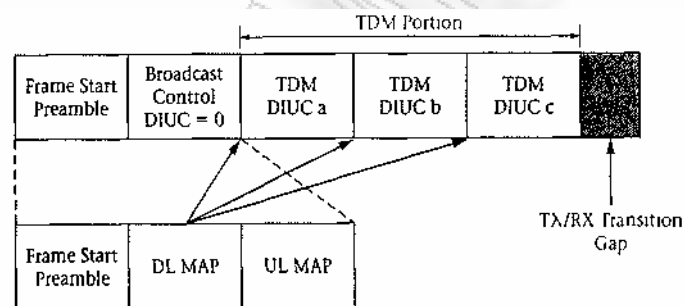 TDM Portion
Frame Start
Preamble
Broadcast
Control
DIUC = 0
TDM
DIUC a
TDM
DIUC b
TDM
DIUC c
TX/RX Transition
Gap
Frame Start
Preamble
DL MAP
UL MAP